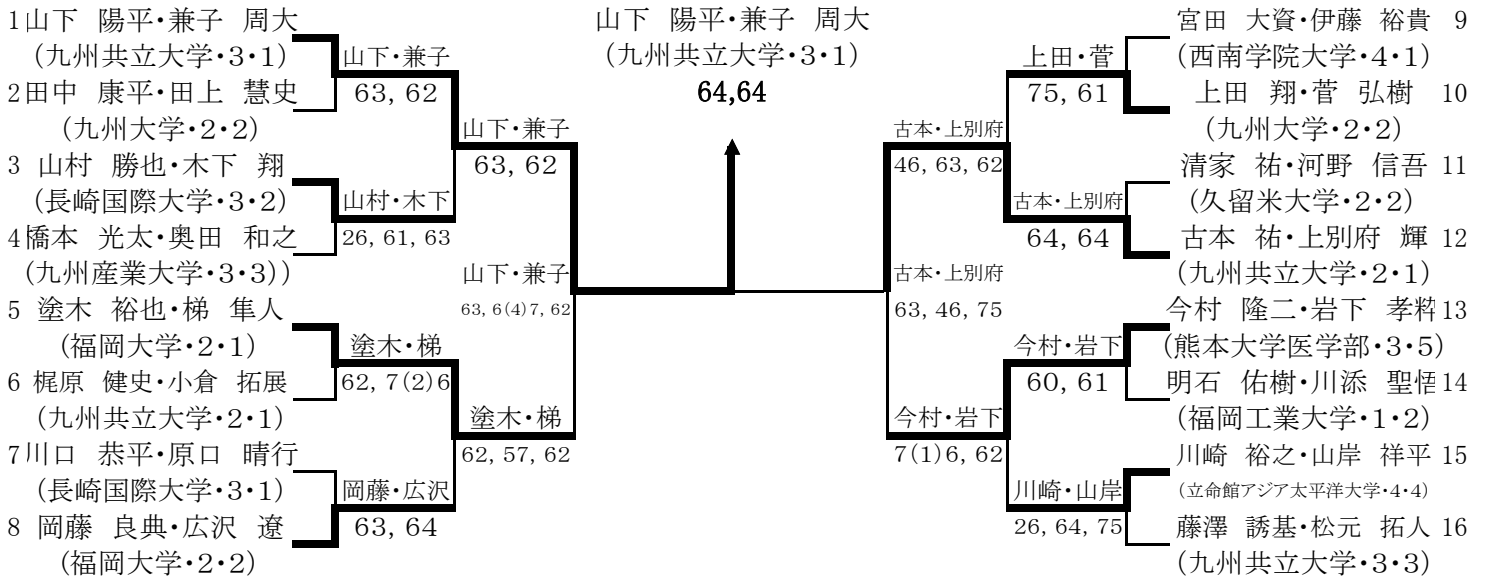 1山下　陽平・兼子　周大
(九州共立大学・3・1)
2田中　康平・田上　慧史
(九州大学・2・2)
3 山村　勝也・木下　翔
(長崎国際大学・3・2)
4橋本　光太・奥田　和之
(九州産業大学・3・3))
5 塗木　裕也・梯　隼人
(福岡大学・2・1)
6 梶原　健史・小倉　拓展
(九州共立大学・2・1)
7川口　恭平・原口　晴行
(長崎国際大学・3・1)
8 岡藤　良典・広沢　遼
(福岡大学・2・2)
山下・兼子
63, 62
山村・木下
26, 61, 63
塗木・梯
62, 7(2)6
岡藤・広沢
63, 64
山下・兼子
63, 62
塗木・梯
62, 57, 62
山下・兼子
63, 6(4)7, 62
山下　陽平・兼子　周大
(九州共立大学・3・1)
64,64
古本・上別府
63, 46, 75
古本・上別府
46, 63, 62
今村・岩下
7(1)6, 62
上田・菅
75, 61
古本・上別府
64, 64
今村・岩下
60, 61
川崎・山岸
26, 64, 75
宮田　大資・伊藤　裕貴　9
(西南学院大学・4・1)
上田　翔・菅　弘樹　10
(九州大学・2・2)
清家　祐・河野　信吾　11
(久留米大学・2・2)
古本　祐・上別府　輝 12
(九州共立大学・2・1)
今村　隆二・岩下　孝粋13
(熊本大学医学部・3・5)
明石　佑樹・川添　聖悟14
(福岡工業大学・1・2)
川崎　裕之・山岸　祥平 15
(立命館アジア太平洋大学・4・4)
藤澤　誘基・松元　拓人 16
(九州共立大学・3・3)